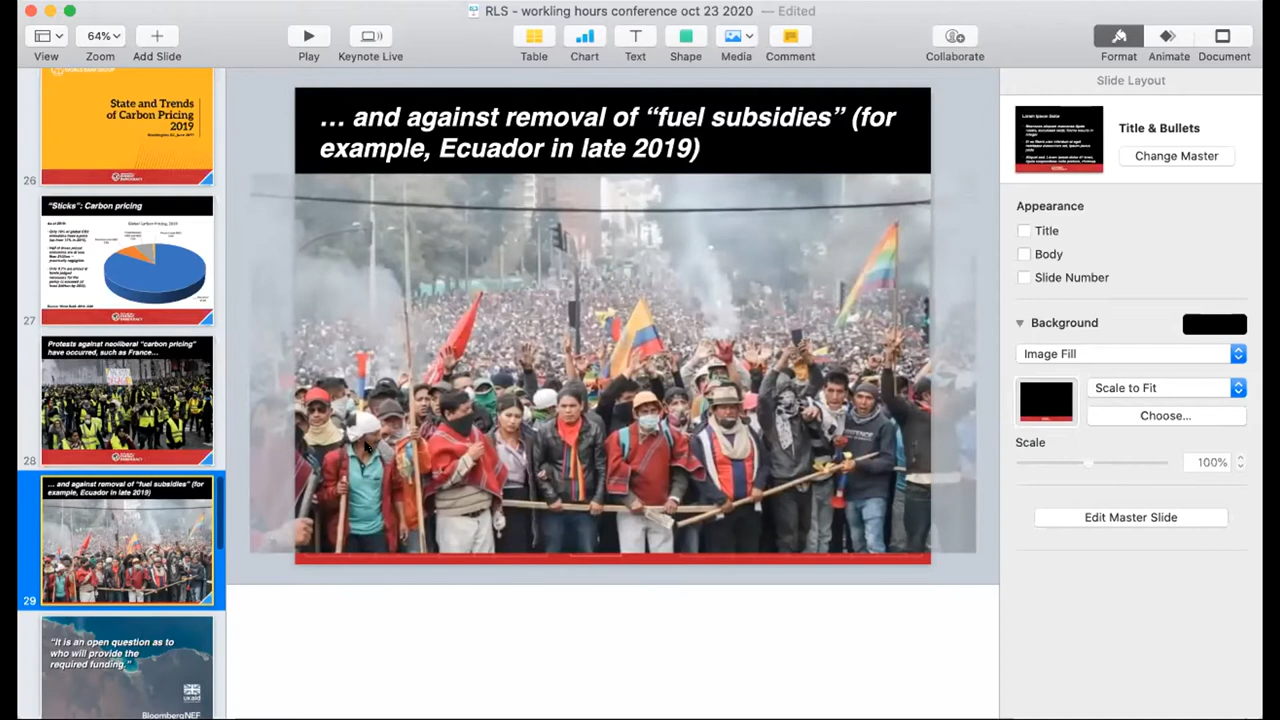 RLS - workling hours conference oct 23 2020 — Edited
64%
View
Zoom
Add Slide
Play
Keynote Live
Table
Chart
Text
Shape
Media
Comment
Collaborate
Format
Animate
Document
State and Trends
of Carbon Pricing
2019
26
"Sticks": Carbon pricing
27
Protests against neoliberal "carbon pricing"
have occurred, such as France…
28
… and against removal of "fuel subsidies" (for
example, Ecuador in late 2019)
29
"It is an open question as to
who will provide the
required funding."
ukaid
BloombergNEF
… and against removal of “fuel subsidies” (for
example, Ecuador in late 2019)
Slide Layout
Title & Bullets
Change Master
Appearance
Title
Body
Slide Number
Background
Image Fill
Scale to Fit
Choose...
Scale
100%
Edit Master Slide